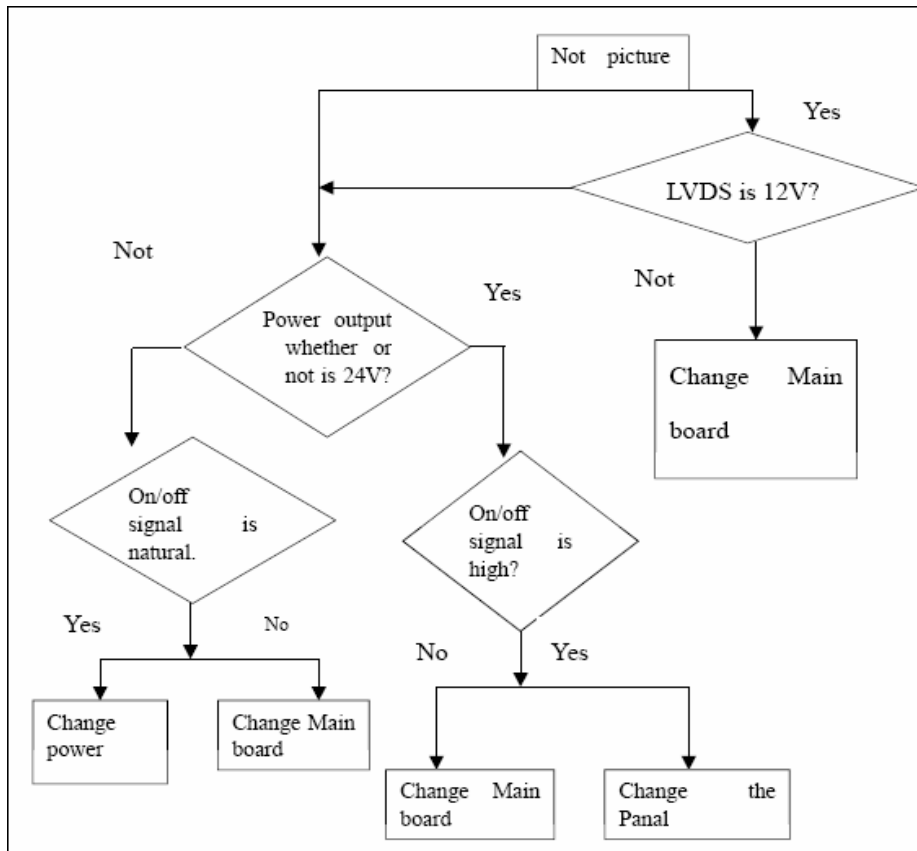 Not picture
Yes
LVDS is 12V?
Not
Yes
Not
Power output
whether or
not is 24V?
Change Main
board
On/off
signal is
natural.
On/off
signal is
high?
Yes
No
No
Yes
Change
power
Change Main
board
Change Main
board
Change the
Panal